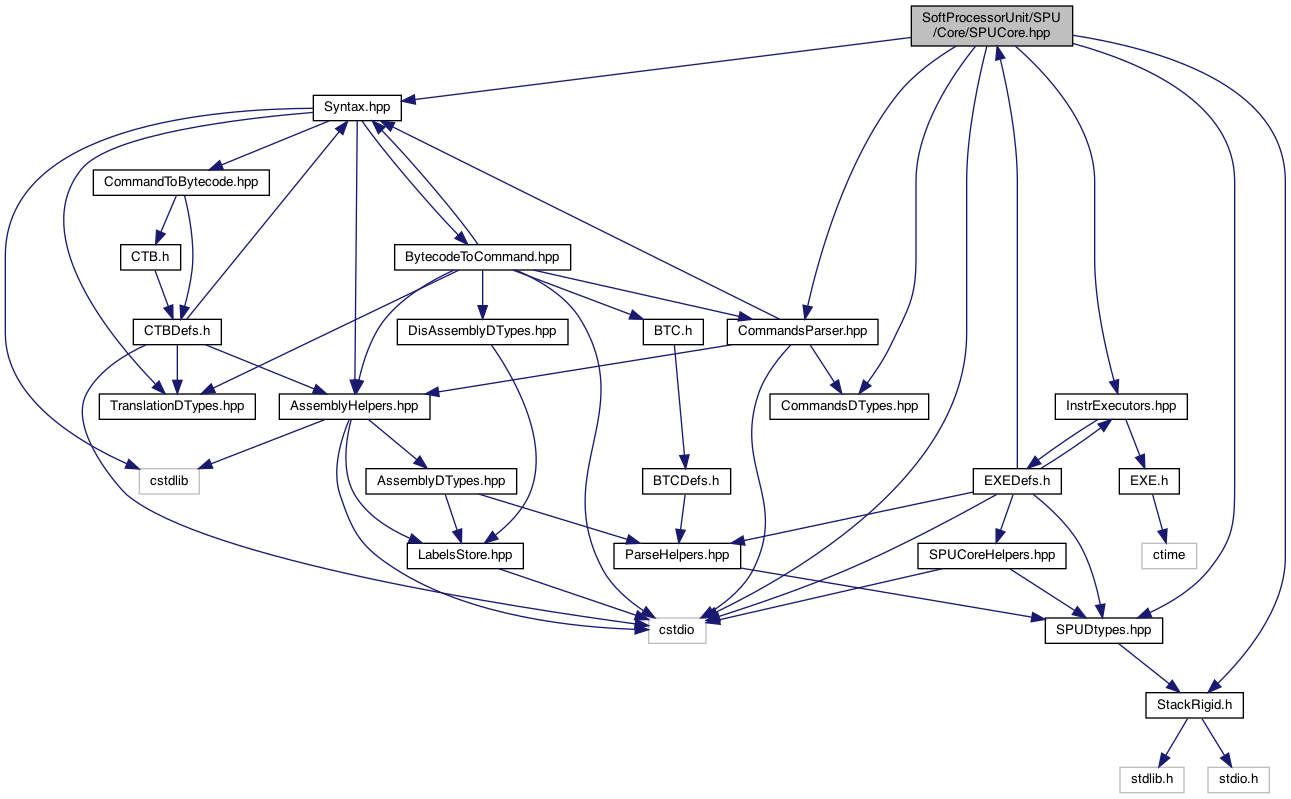 SoftProcessorUnit/SPU
/Core/SPUCore.hpp
Syntax.hpp
CommandToBytecode.hpp
CTB.h
BytecodeToCommand.hpp
CTBDefs.h
DisAssemblyDTypes.hpp
BTC.h
CommandsParser.hpp
TranslationDTypes.hpp
AssemblyHelpers.hpp
CommandsDTypes.hpp
InstrExecutors.hpp
cstdlib
AssemblyDTypes.hpp
BTCDefs.h
EXEDefs.h
EXE.h
LabelsStore.hpp
ParseHelpers.hpp
SPUCoreHelpers.hpp
ctime
cstdio
SPUDtypes.hpp
StackRigid.h
stdlib.h
stdio.h